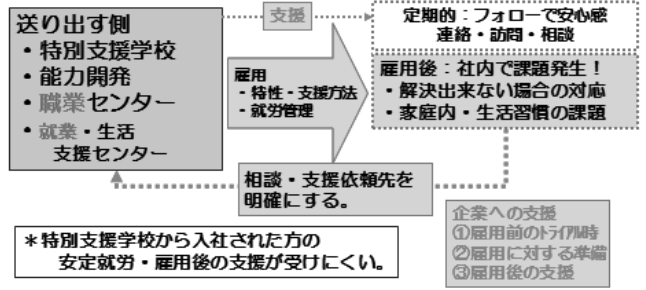 送り出す側
・特別支援学校
・能力開発
・職業センター
・就業・生活
支援センター
支援
雇用
・特性・支援方法
・就労管理
定期的：フォローで安心感
連絡・訪問・相談
雇用後：社内で課題発生！
・解決出来ない場合の対応
・家庭内・生活習慣の課題
相談・支援依頼先を
明確にする。
＊特別支援学校から入社された方の
安定就労・雇用後の支援が受けにくい。
企業への支援
①雇用前のﾄﾗｲｱﾙ時
②雇用に対する準備
③雇用後の支援